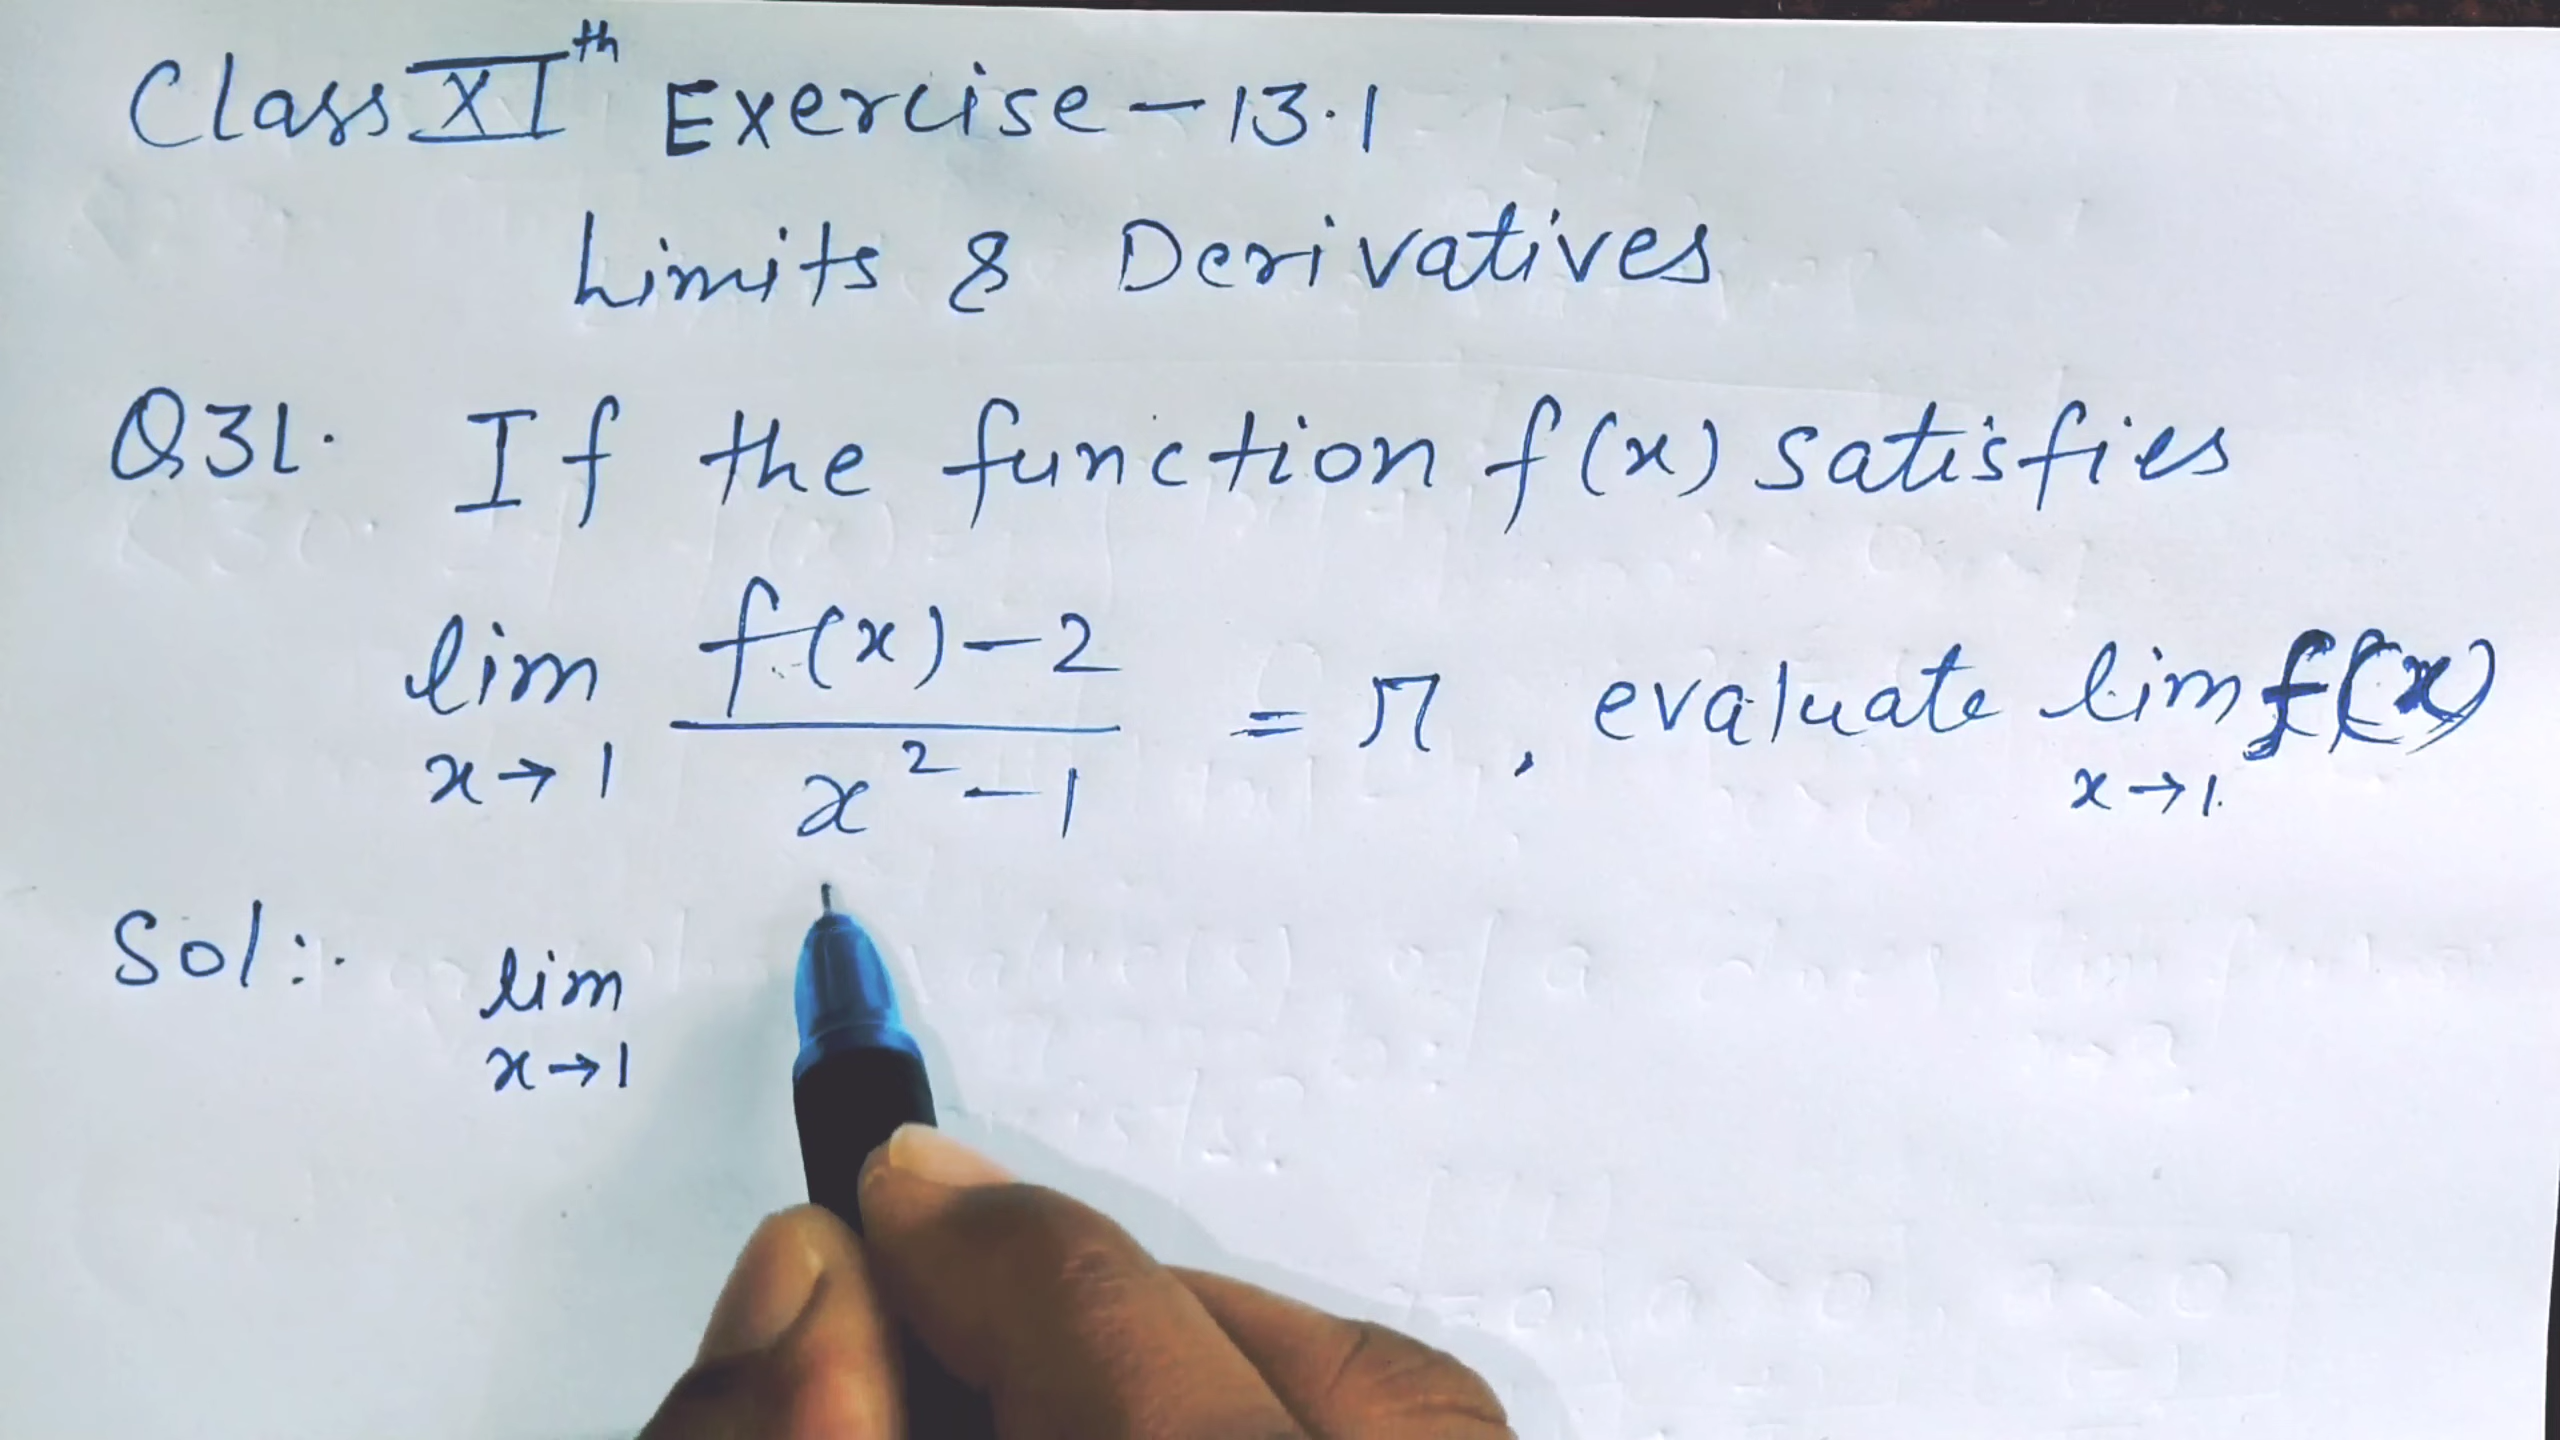 Class XIth Exercise - 13.1
Limits & Derivatives
Q31. If the function f(x) satisfies
lim x→1 f(x)-2 / x²-1 = π, evaluate lim x→1 f(x)
Sol:. lim x→1